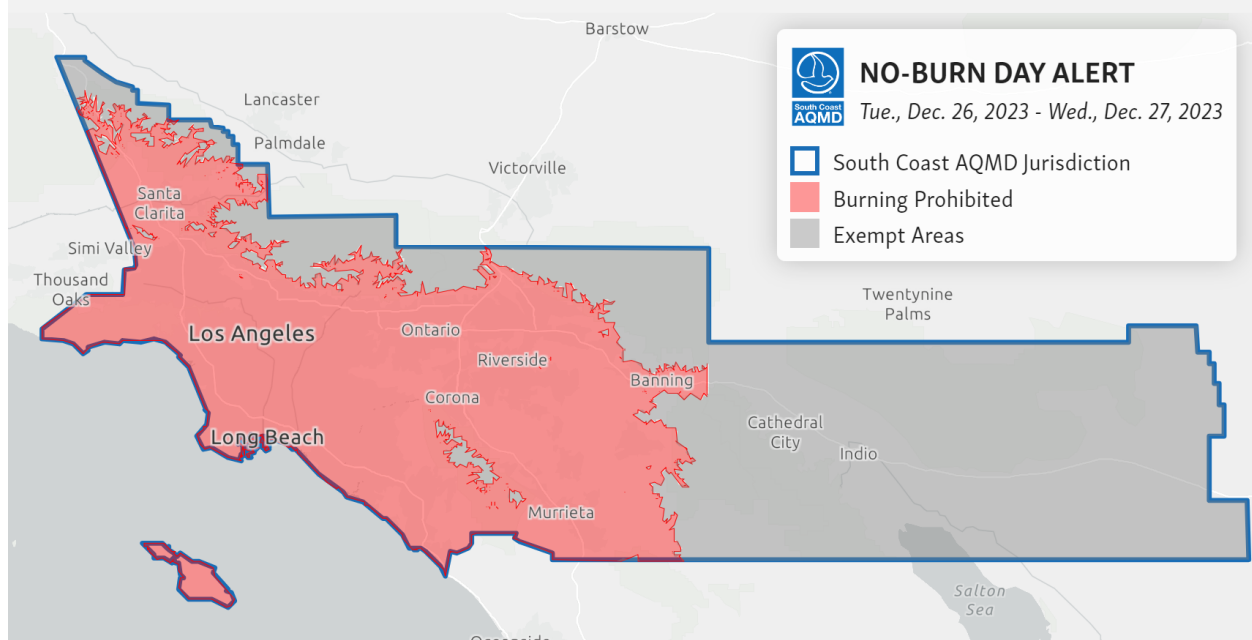 Barstow
NO-BURN DAY ALERT
Tue., Dec. 26, 2023 - Wed., Dec. 27, 2023
South Coast
AQMD
South Coast AQMD Jurisdiction
Burning Prohibited
Exempt Areas
Lancaster
Palmdale
Victorville
Santa
Clarita
Simi Valley
Thousand
Oaks
Twentynine
Palms
Los Angeles
Ontario
Riverside
Banning
Corona
Cathedral
City
Long Beach
Indio
Murrieta
Salton
Sea
Oceanside